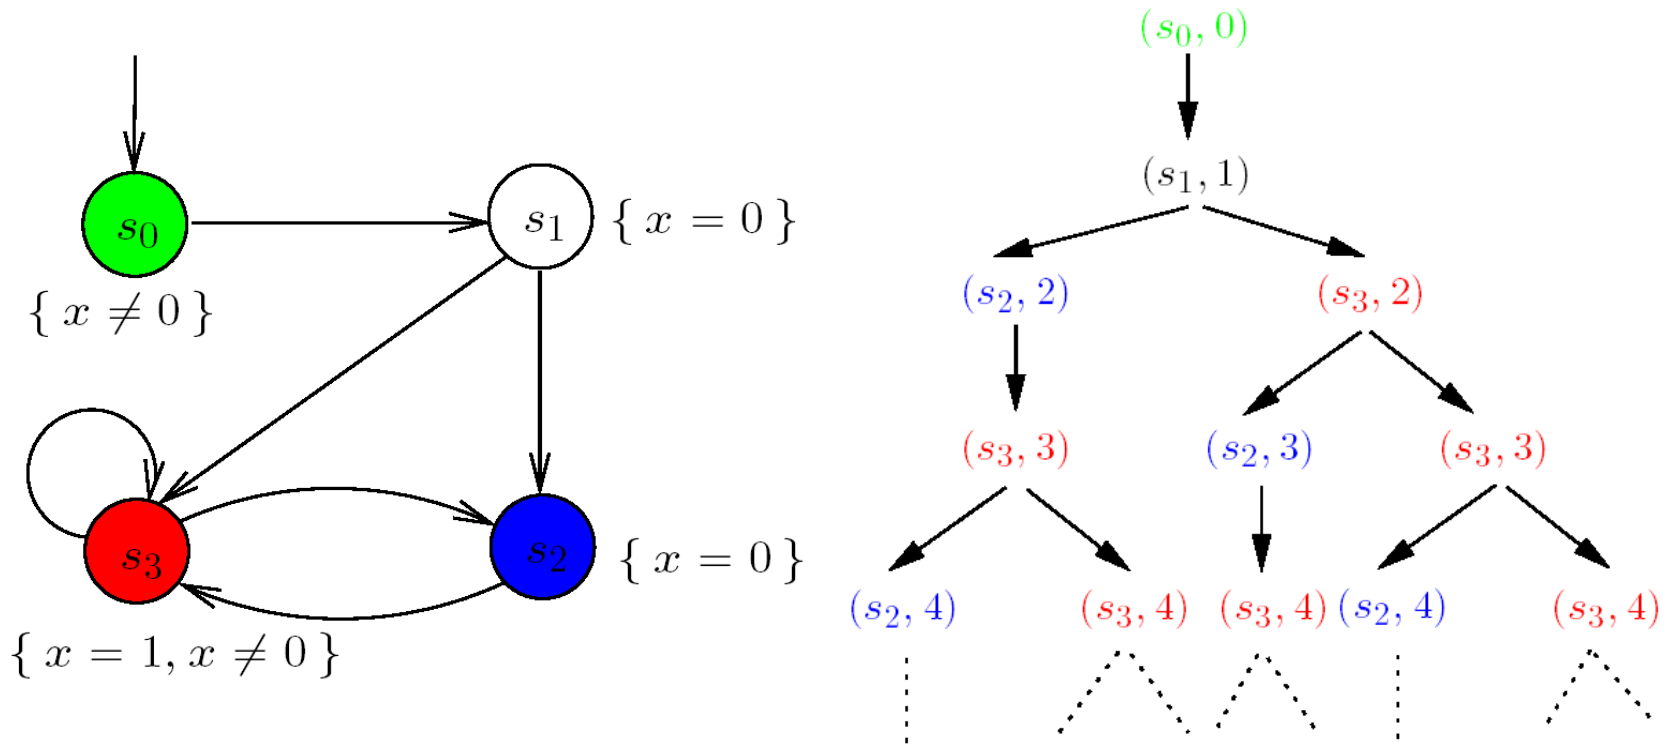 s₀
s₁
{ x = 0 }
{ x ≠ 0 }
s₃
s₂
{ x = 0 }
{ x = 1, x ≠ 0 }
(s₀, 0)
(s₁, 1)
(s₂, 2) (s₃, 2)
(s₃, 3) (s₂, 3) (s₃, 3)
(s₂, 4) (s₃, 4) (s₃, 4) (s₂, 4) (s₃, 4)